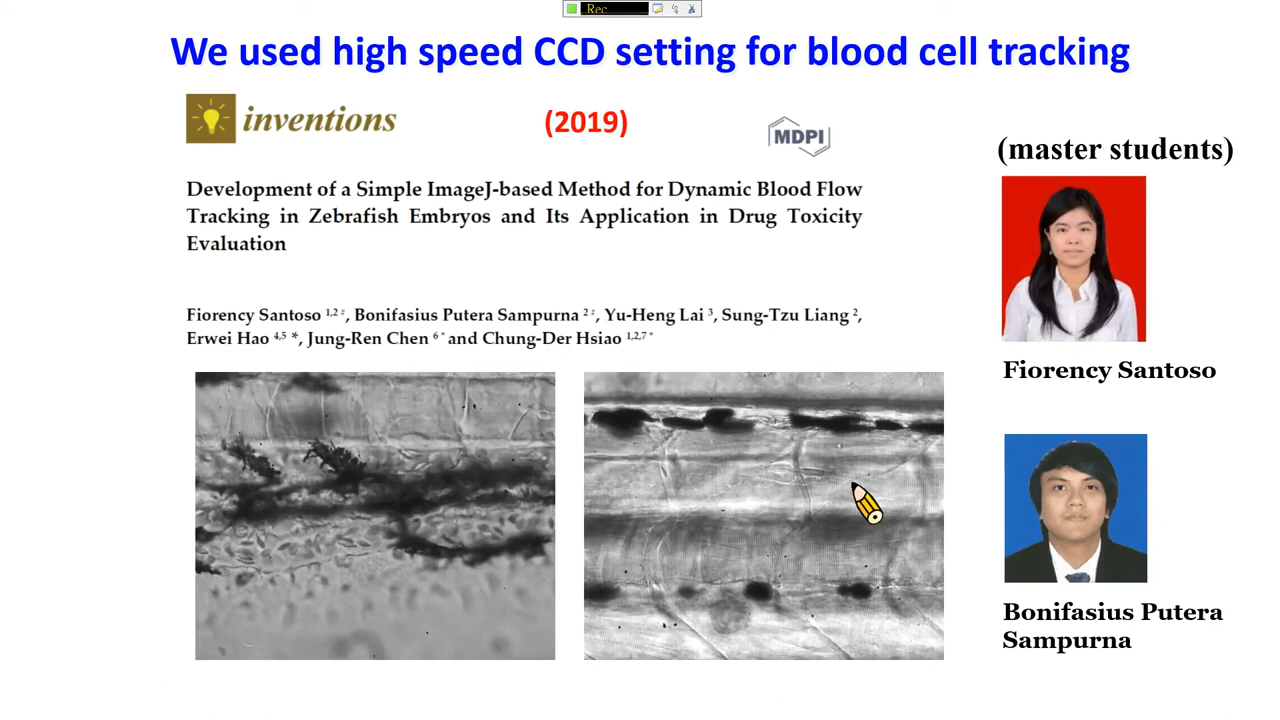 Rec
We used high speed CCD setting for blood cell tracking
inventions
(2019)
MDPI
(master students)
Development of a Simple ImageJ-based Method for Dynamic Blood Flow
Tracking in Zebrafish Embryos and Its Application in Drug Toxicity
Evaluation
Fiorency Santoso 1,2 #, Bonifasius Putera Sampurna 2 #, Yu-Heng Lai 3, Sung-Tzu Liang 2,
Erwei Hao 4,5 *, Jung-Ren Chen 6 * and Chung-Der Hsiao 1,2,7 *
Fiorency Santoso
Bonifasius Putera
Sampurna